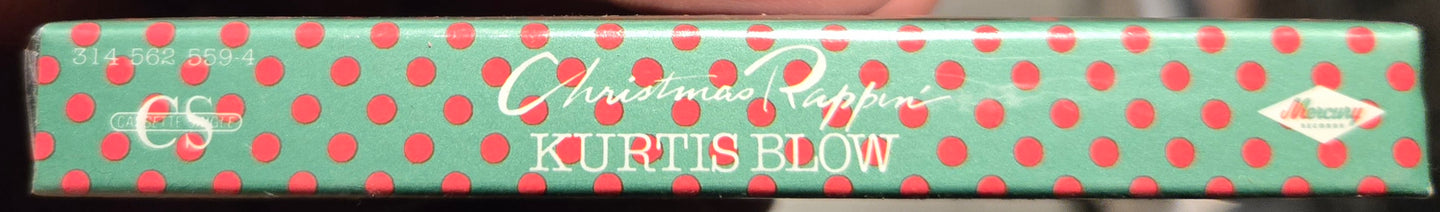 314 562 559-4
CS
CASSETTE SINGLE
Christmas Rappin'
KURTIS BLOW
Mercury
RECORDS